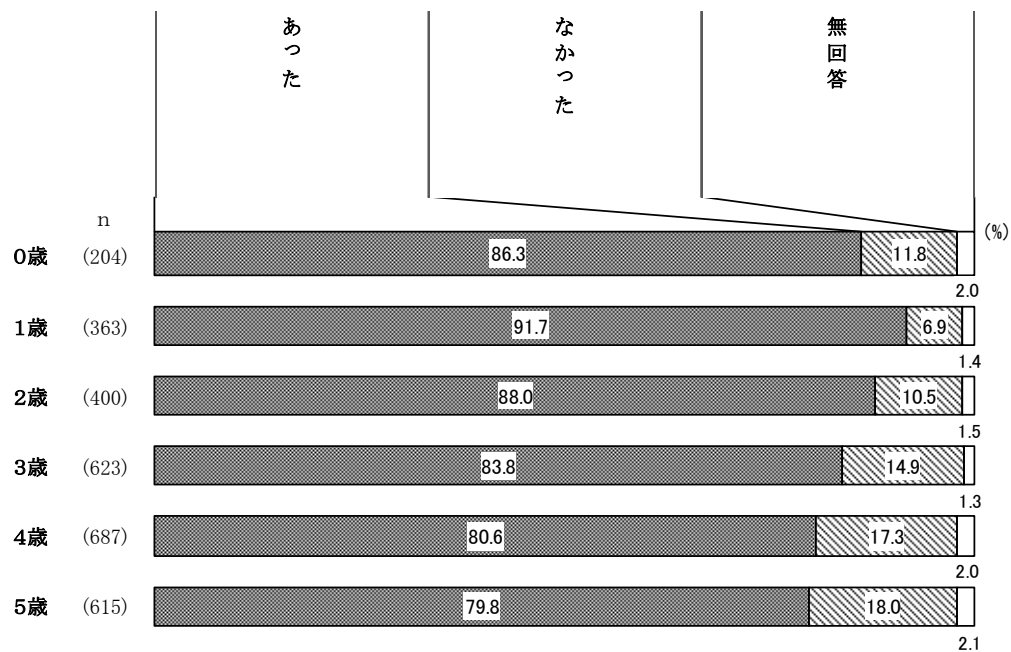 あった
なかった
無回答
n
(%)
0歳 (204) 86.3 11.8
2.0
1歳 (363) 91.7 6.9
1.4
2歳 (400) 88.0 10.5
1.5
3歳 (623) 83.8 14.9
1.3
4歳 (687) 80.6 17.3
2.0
5歳 (615) 79.8 18.0
2.1